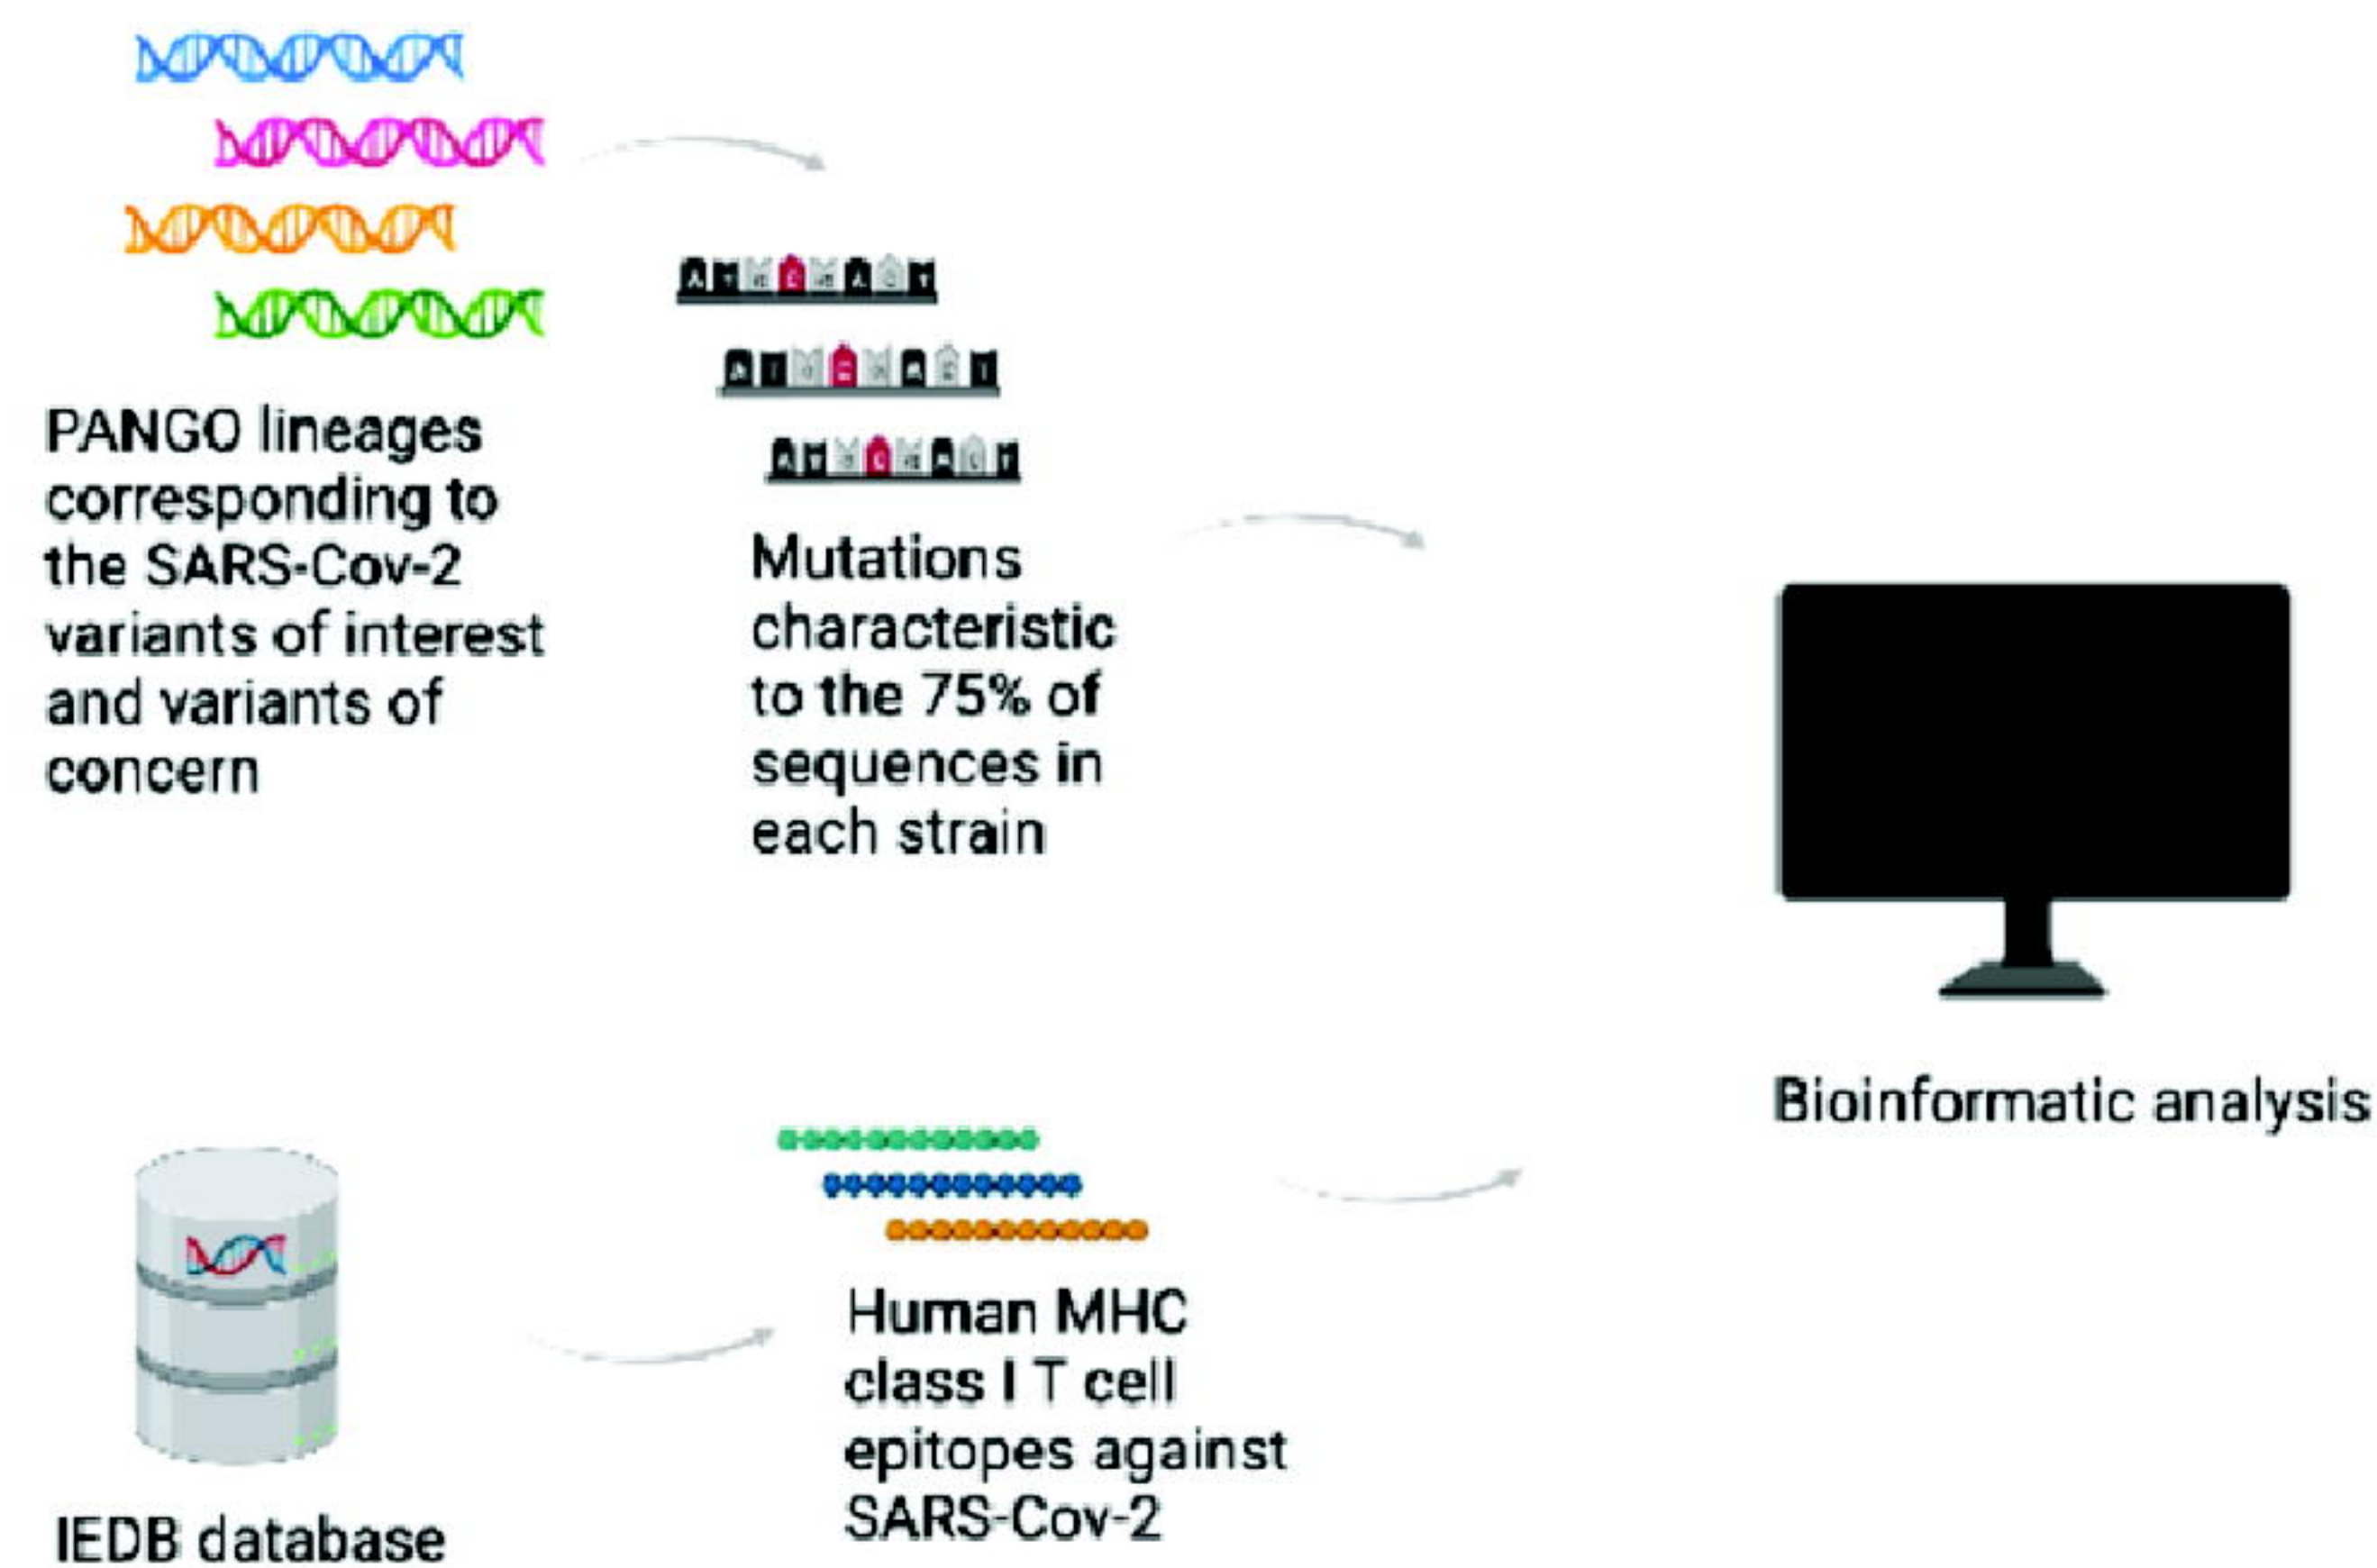 PANGO lineages
corresponding to
the SARS-Cov-2
variants of interest
and variants of
concern
Mutations
characteristic
to the 75% of
sequences in
each strain
Bioinformatic analysis
IEDB database
Human MHC
class I T cell
epitopes against
SARS-Cov-2